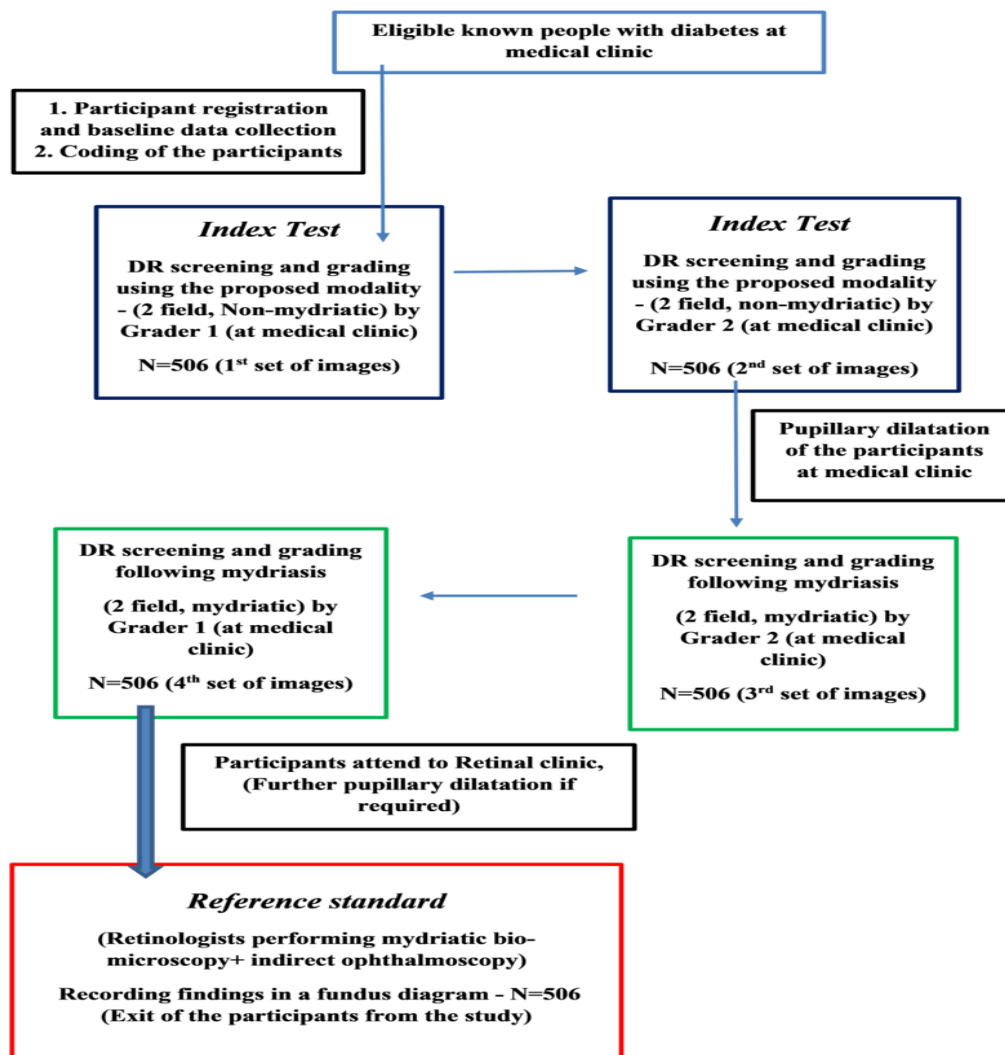 Eligible known people with diabetes at
medical clinic
1. Participant registration
and baseline data collection
2. Coding of the participants
Index Test
DR screening and grading
using the proposed modality
- (2 field, Non-mydriatic) by
Grader 1 (at medical clinic)
N=506 (1st set of images)
Index Test
DR screening and grading
using the proposed modality
- (2 field, non-mydriatic) by
Grader 2 (at medical clinic)
N=506 (2nd set of images)
Pupillary dilatation
of the participants
at medical clinic
DR screening and grading
following mydriasis
(2 field, mydriatic) by
Grader 2 (at medical
clinic)
N=506 (3rd set of images)
DR screening and grading
following mydriasis
(2 field, mydriatic) by
Grader 1 (at medical
clinic)
N=506 (4th set of images)
Participants attend to Retinal clinic,
(Further pupillary dilatation if
required)
Reference standard
(Retinologists performing mydriatic bio-
microscopy+ indirect ophthalmoscopy)
Recording findings in a fundus diagram - N=506
(Exit of the participants from the study)